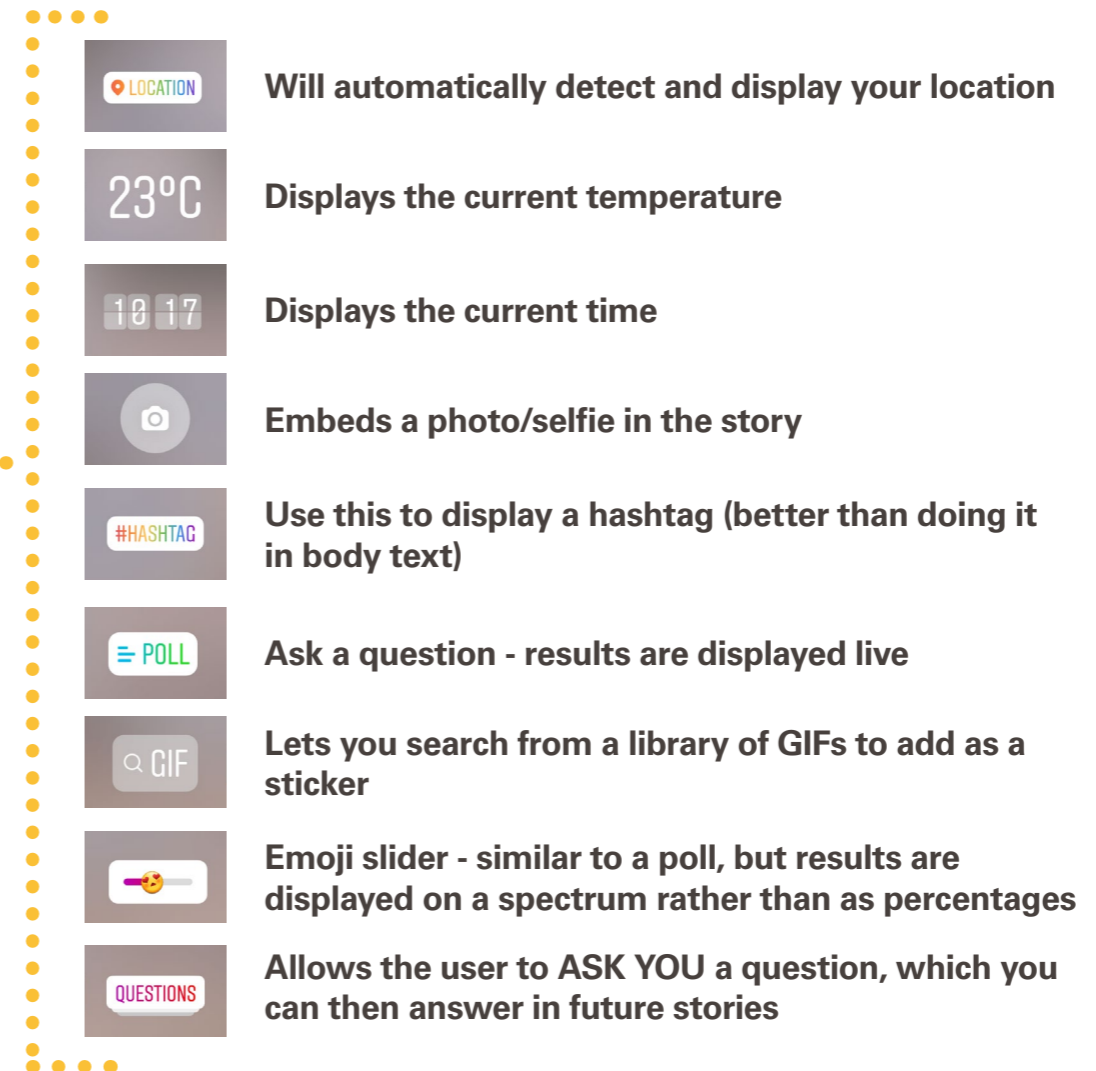 LOCATION
Will automatically detect and display your location
23ºC
Displays the current temperature
10 17
Displays the current time
Embeds a photo/selfie in the story
#HASHTAG
Use this to display a hashtag (better than doing it
in body text)
POLL
Ask a question - results are displayed live
GIF
Lets you search from a library of GIFs to add as a
sticker
Emoji slider - similar to a poll, but results are
displayed on a spectrum rather than as percentages
QUESTIONS
Allows the user to ASK YOU a question, which you
can then answer in future stories